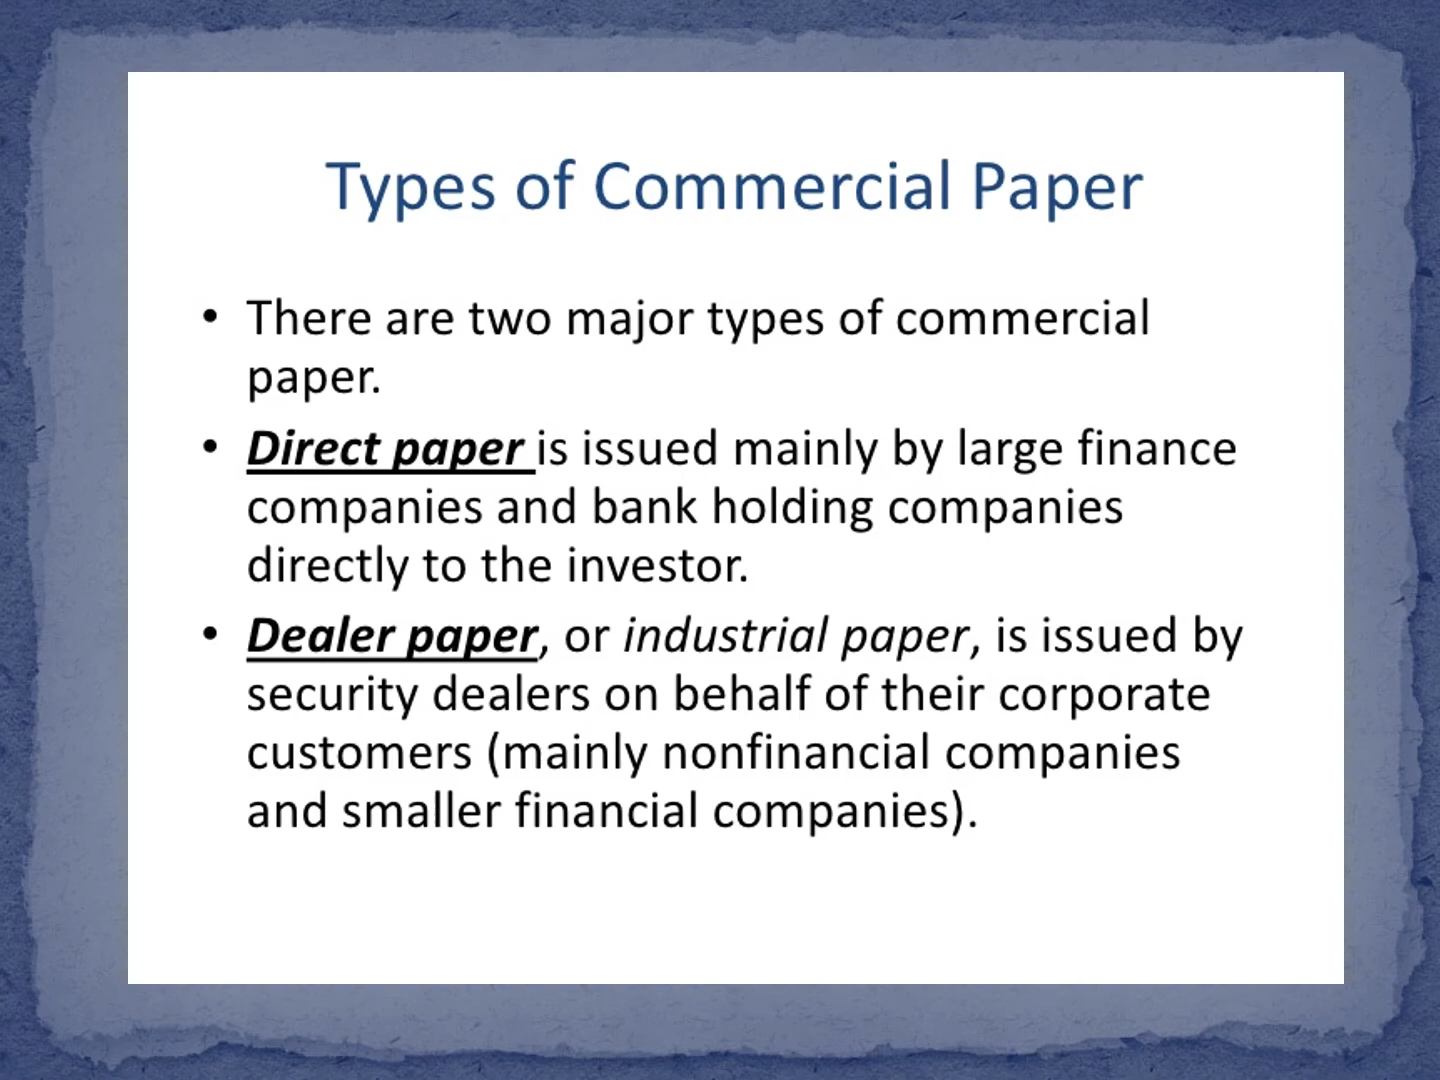 Types of Commercial Paper
• There are two major types of commercial
paper.
• Direct paper is issued mainly by large finance
companies and bank holding companies
directly to the investor.
• Dealer paper, or industrial paper, is issued by
security dealers on behalf of their corporate
customers (mainly nonfinancial companies
and smaller financial companies).